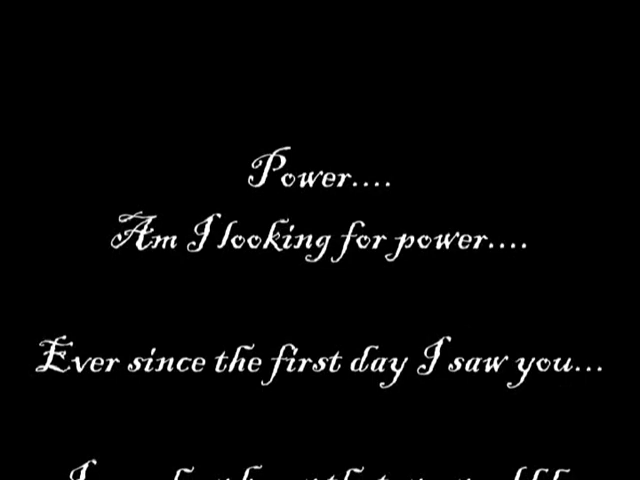 Power....
Am I looking for power....
Ever since the first day I saw you...
I